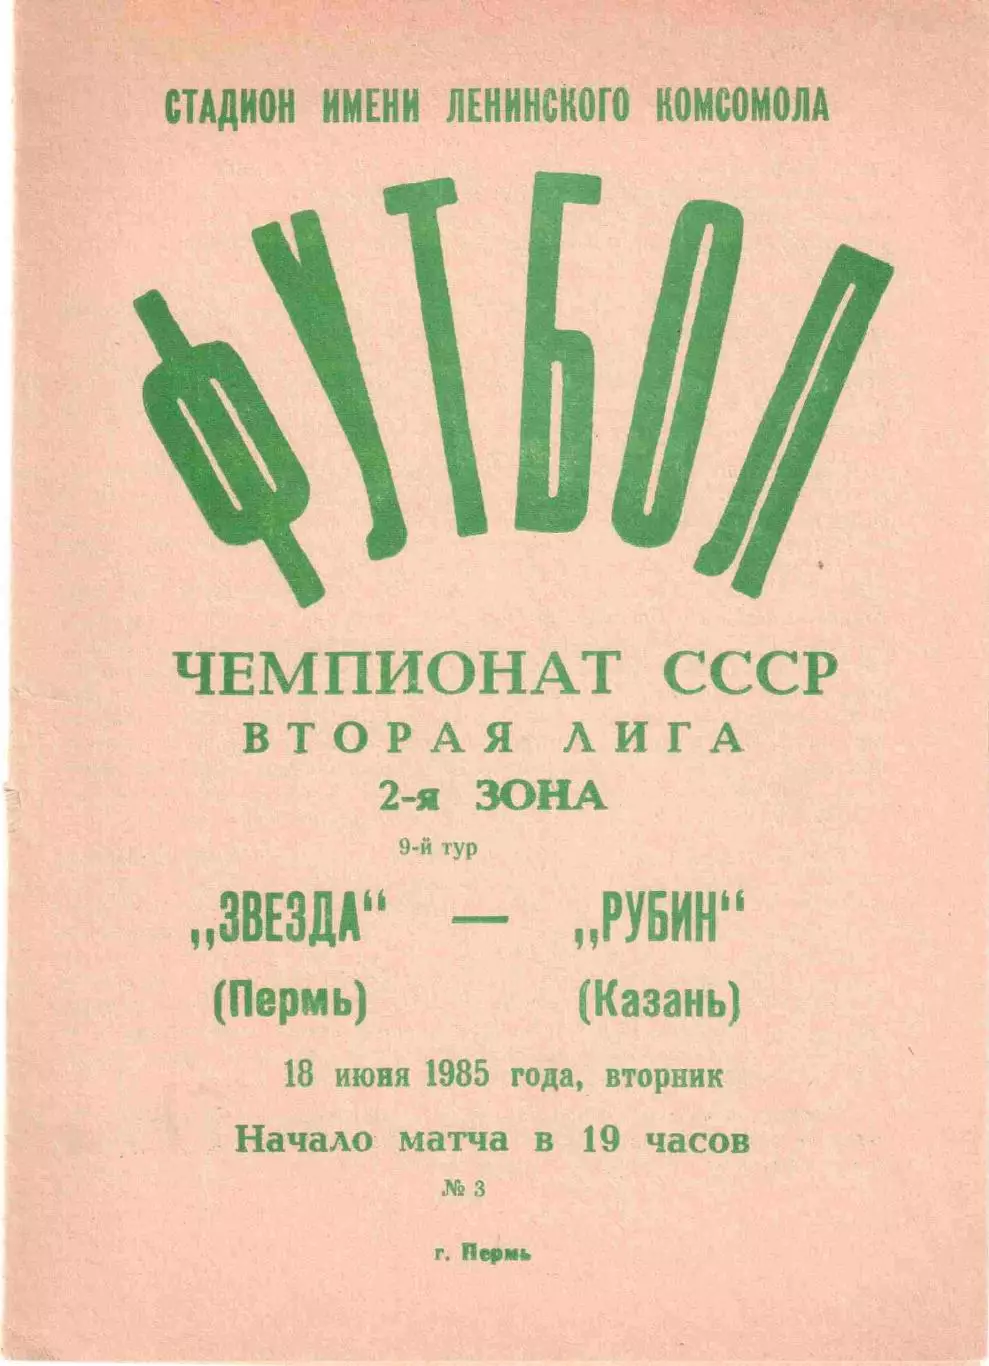 СТАДИОН ИМЕНИ ЛЕНИНСКОГО КОМСОМОЛА
ФУТБОЛ
ЧЕМПИОНАТ СССР
ВТОРАЯ ЛИГА
2-я ЗОНА
9-й тур
„ЗВЕЗДА“ — „РУБИН“
(Пермь) (Казань)
18 июня 1985 года, вторник
Начало матча в 19 часов
№ 3
г. Пермь